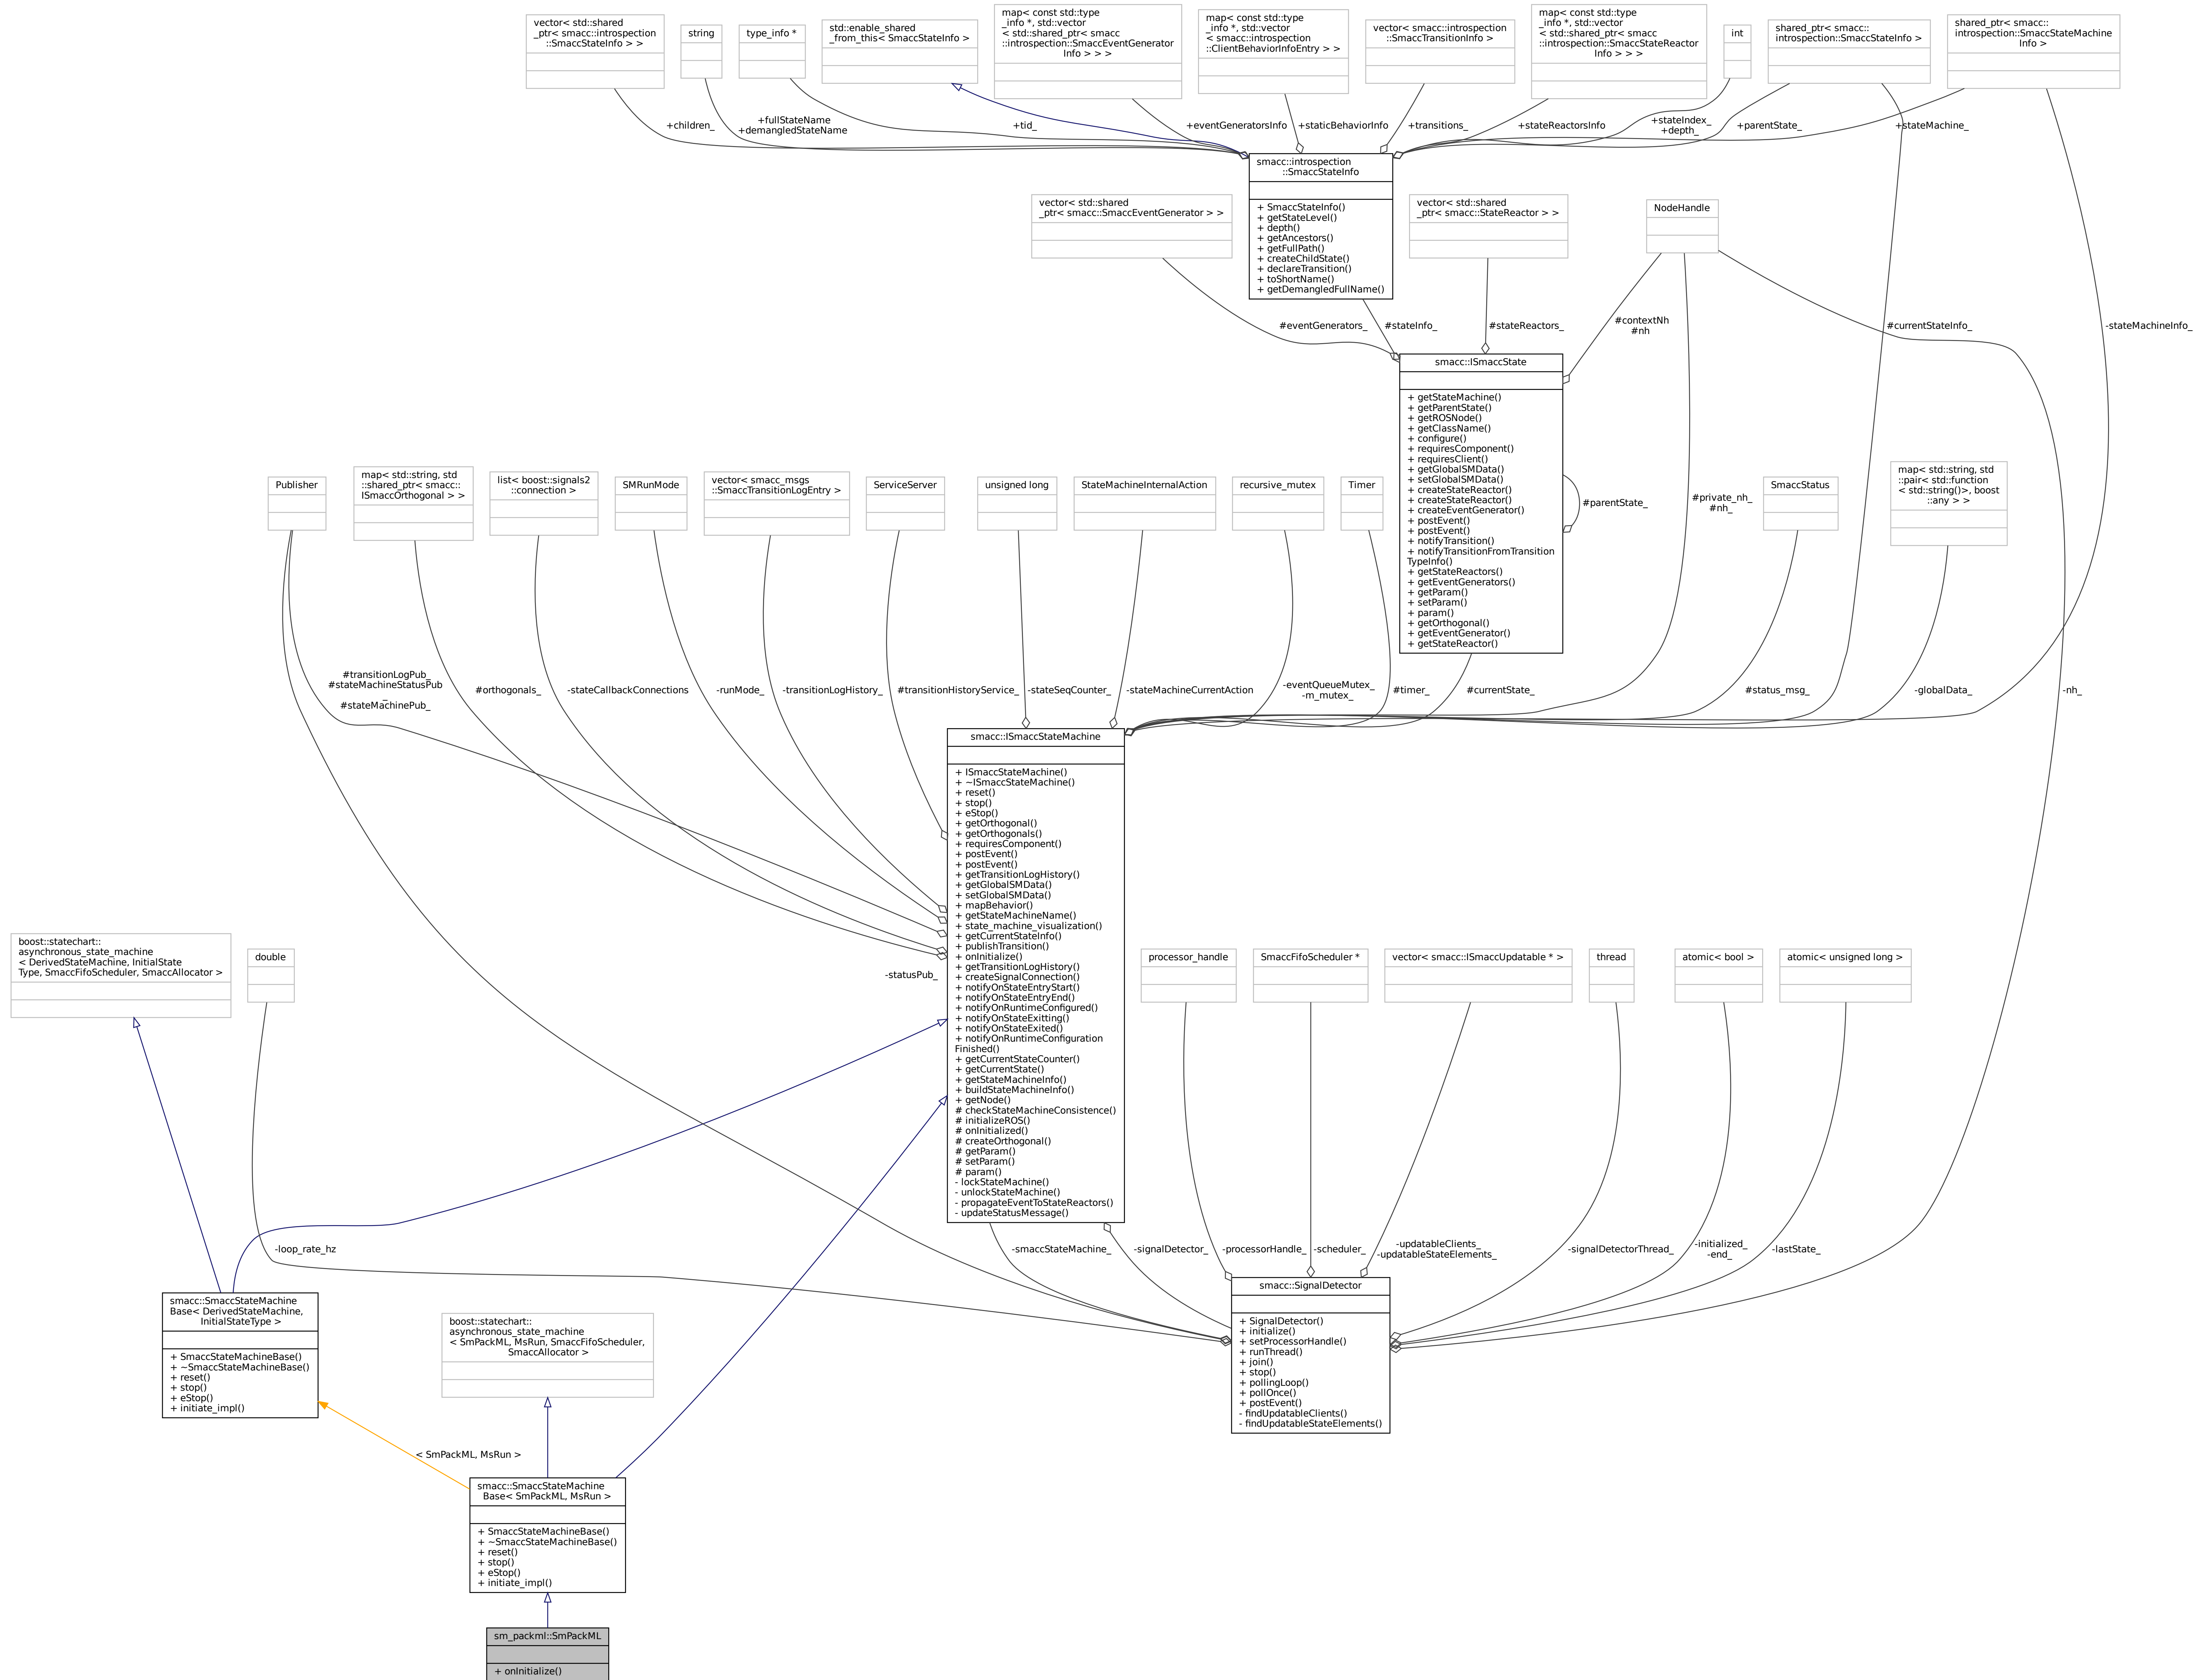 vector< std::shared
_ptr< smacc::introspection
::SmaccStateInfo > >
string
type_info *
std::enable_shared
_from_this< SmaccStateInfo >
map< const std::type
_info *, std::vector
< std::shared_ptr< smacc
::introspection::SmaccEventGenerator
Info > > >
map< const std::type
_info *, std::vector
< smacc::introspection
::ClientBehaviorInfoEntry > >
vector< smacc::introspection
::SmaccTransitionInfo >
map< const std::type
_info *, std::vector
< std::shared_ptr< smacc
::introspection::SmaccStateReactor
Info > > >
int
shared_ptr< smacc::
introspection::SmaccStateInfo >
shared_ptr< smacc::
introspection::SmaccStateMachine
Info >
+children_
+fullStateName
+demangledStateName
+tid_
+eventGeneratorsInfo
+staticBehaviorInfo
+transitions_
+stateReactorsInfo
+stateIndex_
+depth_
+parentState_
+stateMachine_
smacc::introspection
::SmaccStateInfo
+ SmaccStateInfo()
+ getStateLevel()
+ depth()
+ getAncestors()
+ getFullPath()
+ createChildState()
+ declareTransition()
+ toShortName()
+ getDemangledFullName()
vector< std::shared
_ptr< smacc::SmaccEventGenerator > >
vector< std::shared
_ptr< smacc::StateReactor > >
NodeHandle
#eventGenerators_
#stateInfo_
#stateReactors_
#contextNh
#nh
#currentStateInfo_
-stateMachineInfo_
smacc::ISmaccState
+ getStateMachine()
+ getParentState()
+ getROSNode()
+ getClassName()
+ configure()
+ requiresComponent()
+ requiresClient()
+ getGlobalSMData()
+ setGlobalSMData()
+ createStateReactor()
+ createStateReactor()
+ createEventGenerator()
+ postEvent()
+ postEvent()
+ notifyTransition()
+ notifyTransitionFromTransition
TypeInfo()
+ getStateReactors()
+ getEventGenerators()
+ getParam()
+ setParam()
+ param()
+ getOrthogonal()
+ getEventGenerator()
+ getStateReactor()
#parentState_
#private_nh_
#nh_
Publisher
map< std::string, std
::shared_ptr< smacc::
ISmaccOrthogonal > >
list< boost::signals2
::connection >
SMRunMode
vector< smacc_msgs
::SmaccTransitionLogEntry >
ServiceServer
unsigned long
StateMachineInternalAction
recursive_mutex
Timer
SmaccStatus
map< std::string, std
::pair< std::function
< std::string()>, boost
::any > >
#transitionLogPub_
#stateMachineStatusPub
_
#stateMachinePub_
#orthogonals_
-stateCallbackConnections
-runMode_
-transitionLogHistory_
#transitionHistoryService_
-stateSeqCounter_
-stateMachineCurrentAction
-eventQueueMutex_
-m_mutex_
#timer_
#currentState_
#status_msg_
-globalData_
-nh_
smacc::ISmaccStateMachine
+ ISmaccStateMachine()
+ ~ISmaccStateMachine()
+ reset()
+ stop()
+ eStop()
+ getOrthogonal()
+ getOrthogonals()
+ requiresComponent()
+ postEvent()
+ postEvent()
+ getTransitionLogHistory()
+ getGlobalSMData()
+ setGlobalSMData()
+ mapBehavior()
+ getStateMachineName()
+ state_machine_visualization()
+ getCurrentStateInfo()
+ publishTransition()
+ onInitialize()
+ getTransitionLogHistory()
+ createSignalConnection()
+ notifyOnStateEntryStart()
+ notifyOnStateEntryEnd()
+ notifyOnRuntimeConfigured()
+ notifyOnStateExitting()
+ notifyOnStateExited()
+ notifyOnRuntimeConfiguration
Finished()
+ getCurrentStateCounter()
+ getCurrentState()
+ getStateMachineInfo()
+ buildStateMachineInfo()
+ getNode()
# checkStateMachineConsistence()
# initializeROS()
# onInitialized()
# createOrthogonal()
# getParam()
# setParam()
# param()
- lockStateMachine()
- unlockStateMachine()
- propagateEventToStateReactors()
- updateStatusMessage()
boost::statechart::
asynchronous_state_machine
< DerivedStateMachine, InitialState
Type, SmaccFifoScheduler, SmaccAllocator >
double
-statusPub_
processor_handle
SmaccFifoScheduler *
vector< smacc::ISmaccUpdatable * >
thread
atomic< bool >
atomic< unsigned long >
-loop_rate_hz
-smaccStateMachine_
-signalDetector_
-processorHandle_
-scheduler_
-updatableClients_
-updatableStateElements_
-signalDetectorThread_
-initialized_
-end_
-lastState_
smacc::SmaccStateMachine
Base< DerivedStateMachine,
InitialStateType >
+ SmaccStateMachineBase()
+ ~SmaccStateMachineBase()
+ reset()
+ stop()
+ eStop()
+ initiate_impl()
boost::statechart::
asynchronous_state_machine
< SmPackML, MsRun, SmaccFifoScheduler,
SmaccAllocator >
smacc::SignalDetector
+ SignalDetector()
+ initialize()
+ setProcessorHandle()
+ runThread()
+ join()
+ stop()
+ pollingLoop()
+ pollOnce()
+ postEvent()
- findUpdatableClients()
- findUpdatableStateElements()
< SmPackML, MsRun >
smacc::SmaccStateMachine
Base< SmPackML, MsRun >
+ SmaccStateMachineBase()
+ ~SmaccStateMachineBase()
+ reset()
+ stop()
+ eStop()
+ initiate_impl()
sm_packml::SmPackML
+ onInitialize()